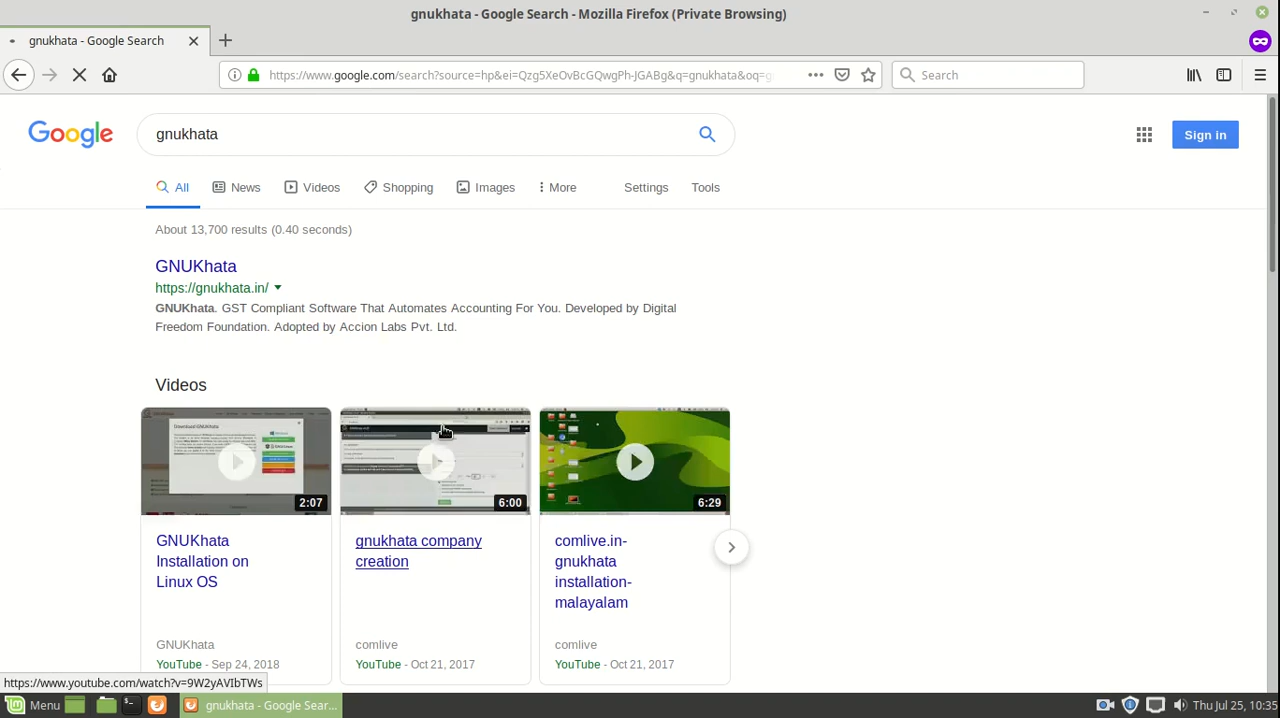 gnukhata - Google Search - Mozilla Firefox (Private Browsing)
gnukhata - Google Search
https://www.google.com/search?source=hp&ei=Qzg5XeOvBcGQwgPh-JGABg&q=gnukhata&oq=g
Search
Google
gnukhata
Sign in
All News Videos Shopping Images More Settings Tools
About 13,700 results (0.40 seconds)
GNUKhata
https://gnukhata.in/
GNUKhata. GST Compliant Software That Automates Accounting For You. Developed by Digital
Freedom Foundation. Adopted by Accion Labs Pvt. Ltd.
Videos
Download GNUKhata
2:07 6:00 6:29
GNUKhata
Installation on
Linux OS
GNUKhata
YouTube - Sep 24, 2018
gnukhata company
creation
comlive
YouTube - Oct 21, 2017
comlive.in-
gnukhata
installation-
malayalam
comlive
YouTube - Oct 21, 2017
https://www.youtube.com/watch?v=9W2yAVIbTWs
Menu gnukhata - Google Sear... Thu Jul 25, 10:35